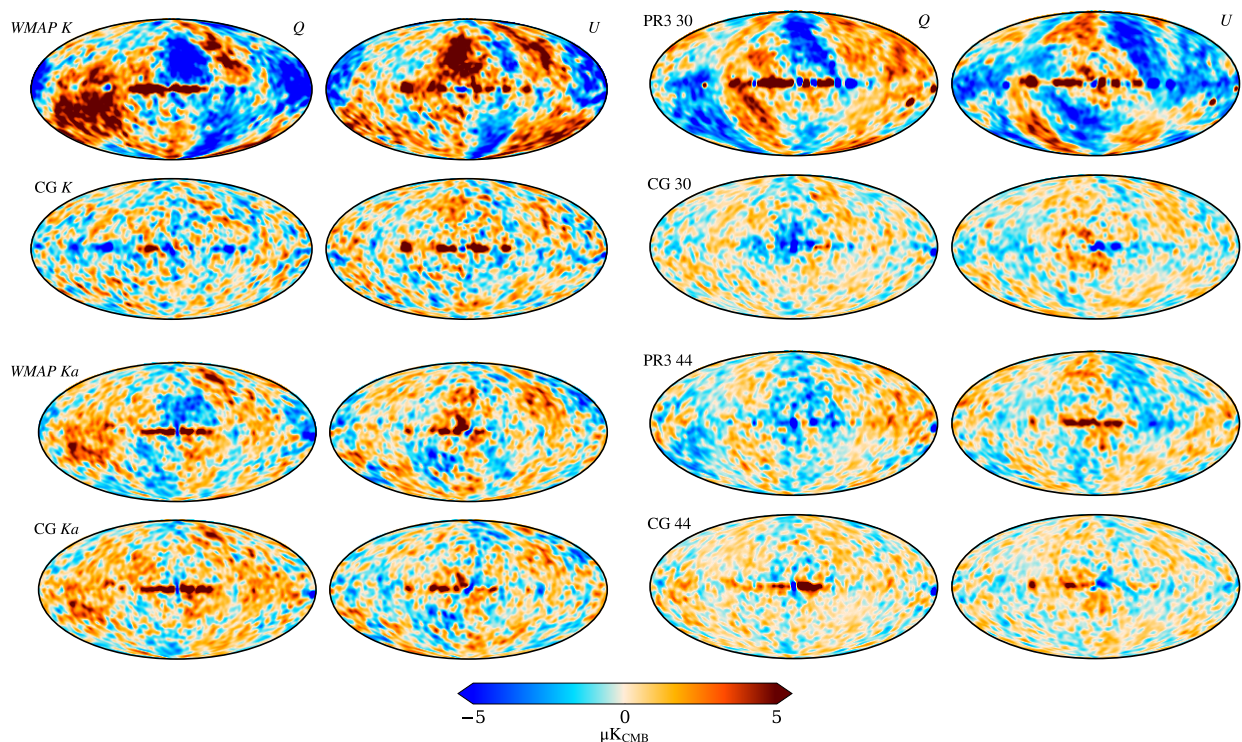 WMAP K Q U PR3 30 Q U
CG K CG 30
WMAP Ka PR3 44
CG Ka CG 44
−5 0 5
μK_CMB